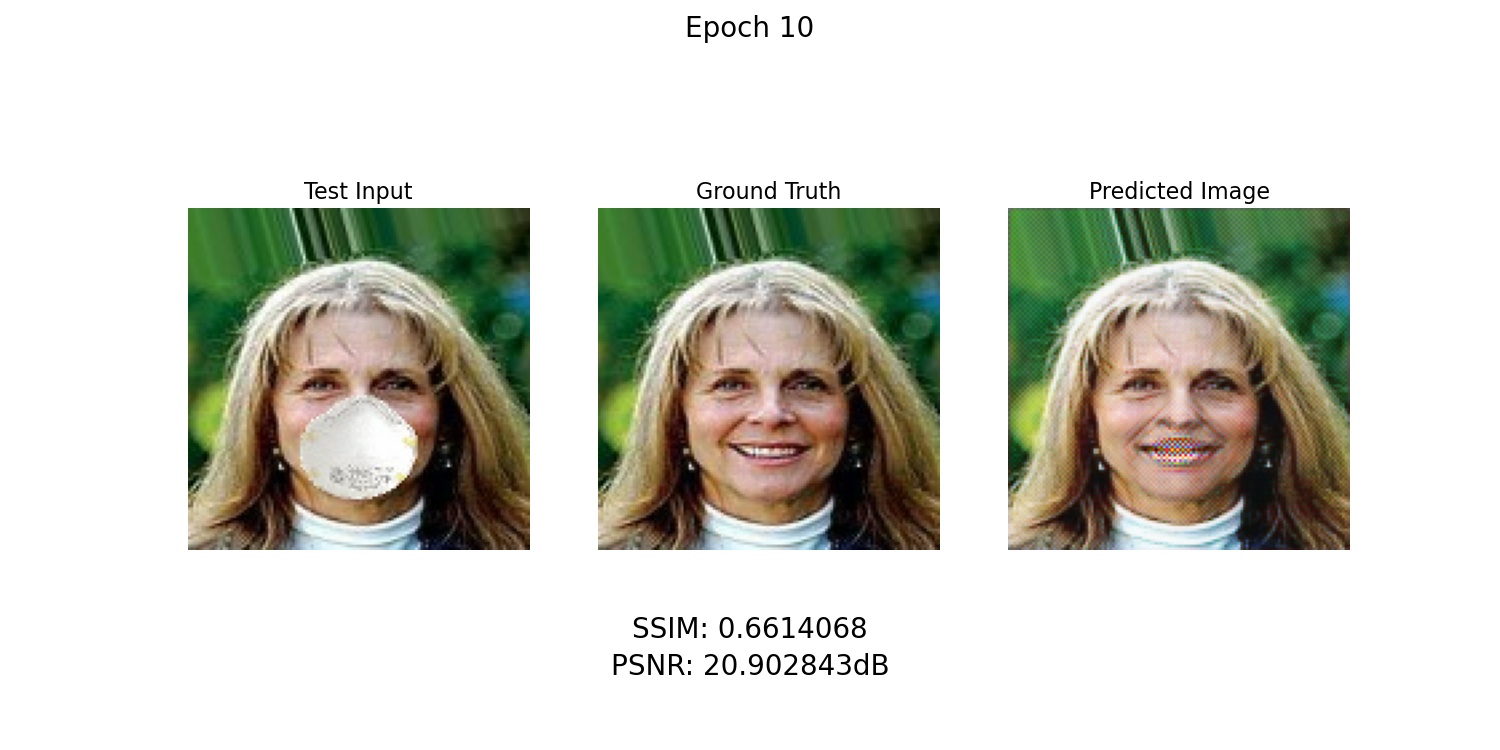 Epoch 10
Test Input
Ground Truth
Predicted Image
SSIM: 0.6614068
PSNR: 20.902843dB